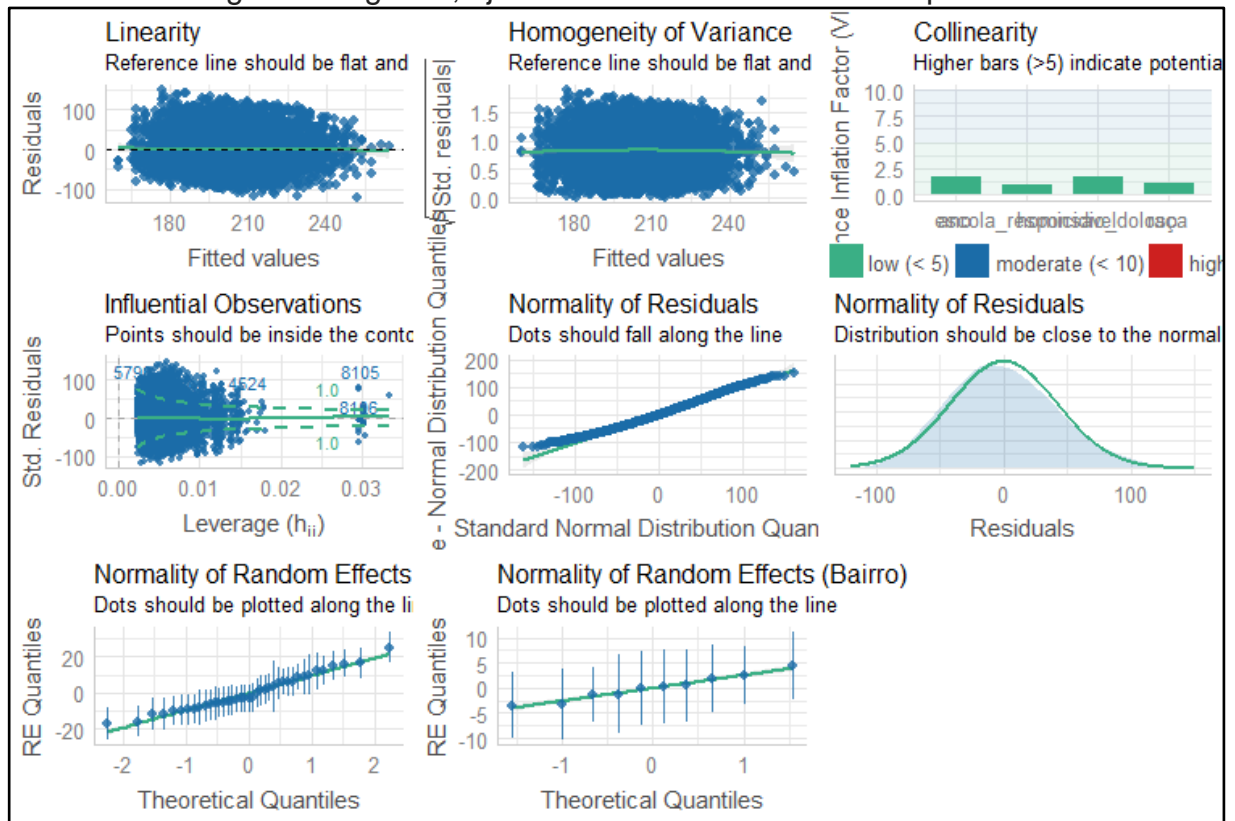 Linearity
Reference line should be flat and
Residuals
100
0
-100
180
210
240
Fitted values
Homogeneity of Variance
Reference line should be flat and
√|Std. residuals|
1.5
1.0
0.5
0.0
180
210
240
Fitted values
Collinearity
Higher bars (>5) indicate potentia
nce Inflation Factor (VI
10.0
7.5
5.0
2.5
0.0
low (< 5)
moderate (< 10)
high
Influential Observations
Points should be inside the conto
Std. Residuals
100
0
-100
579
4524
8105
1.0
1.0
0.00
0.01
0.02
0.03
Leverage (hii)
Normality of Residuals
Dots should fall along the line
e - Normal Distribution Quantiles
200
100
0
-100
-200
-100
0
100
Standard Normal Distribution Quan
Normality of Residuals
Distribution should be close to the normal
-100
0
100
Residuals
Normality of Random Effects
Dots should be plotted along the li
RE Quantiles
20
0
-20
-2
-1
0
1
2
Theoretical Quantiles
Normality of Random Effects (Bairro)
Dots should be plotted along the line
RE Quantiles
10
5
0
-5
-10
-1
0
1
Theoretical Quantiles